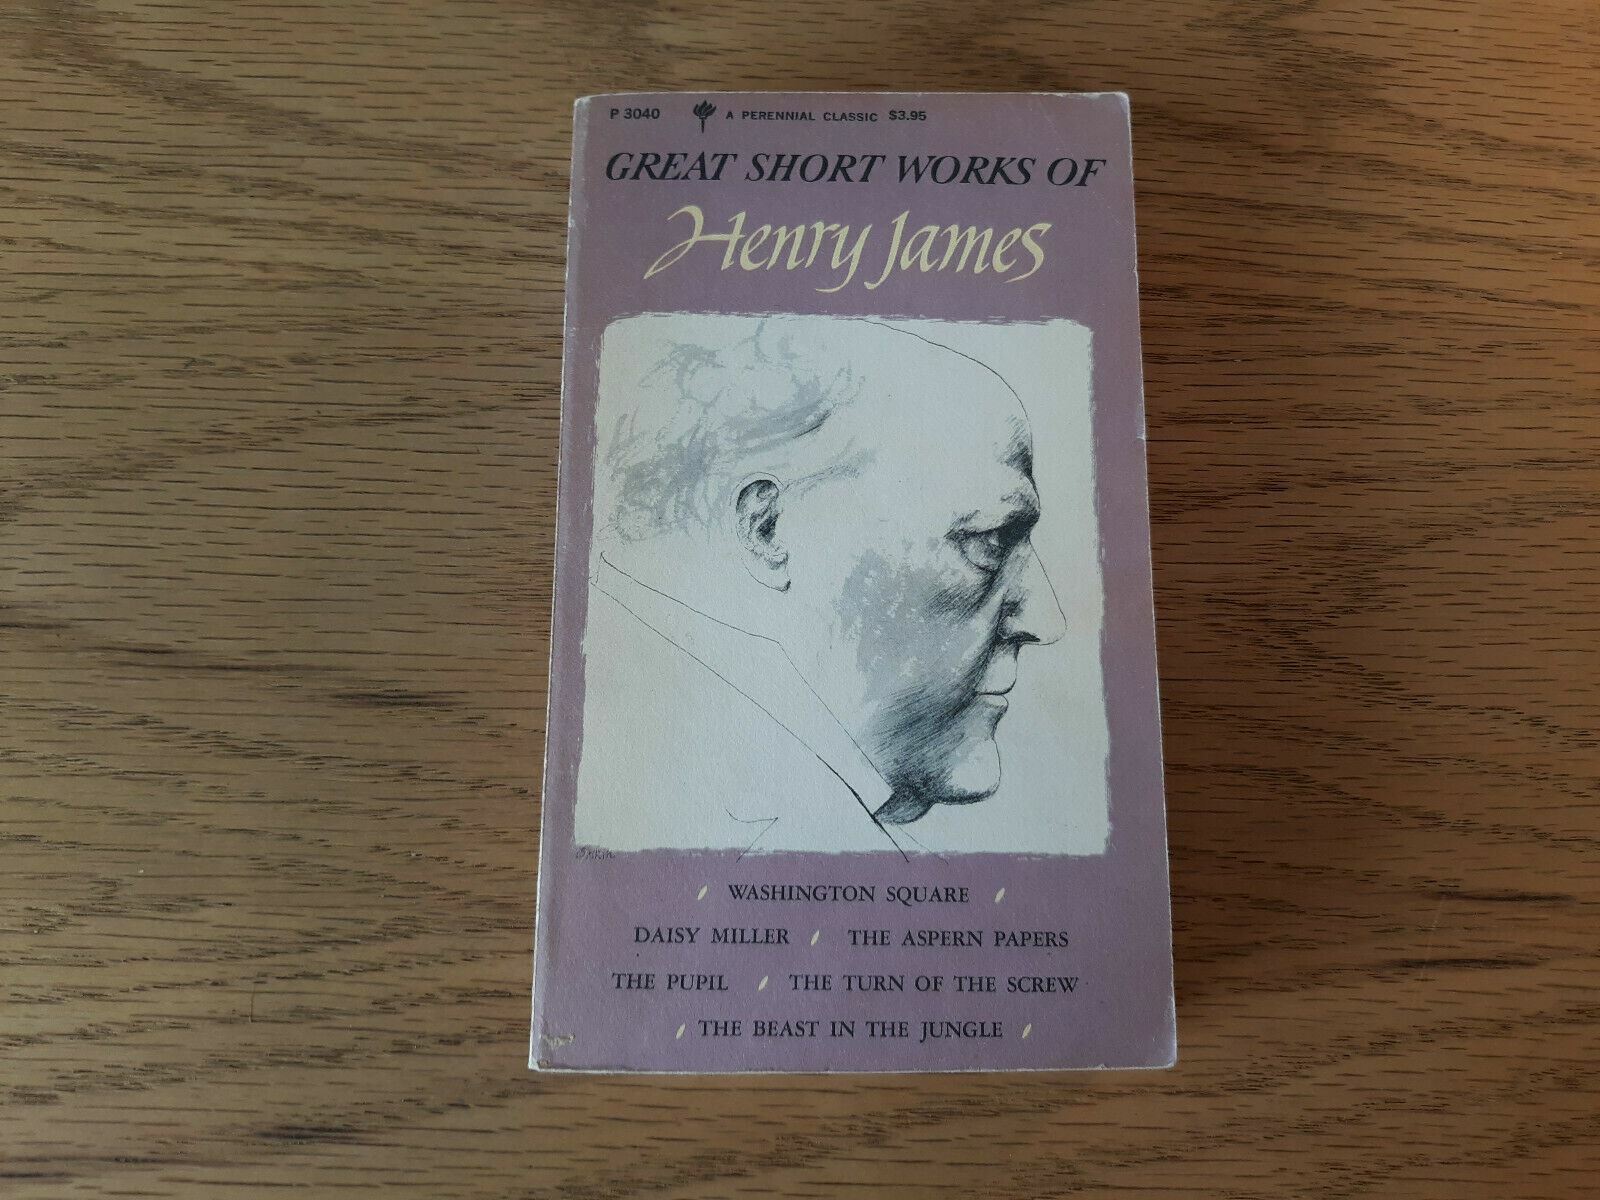 P 3040 A PERENNIAL CLASSIC $3.95
GREAT SHORT WORKS OF
Henry James
WASHINGTON SQUARE
DAISY MILLER THE ASPERN PAPERS
THE PUPIL THE TURN OF THE SCREW
THE BEAST IN THE JUNGLE